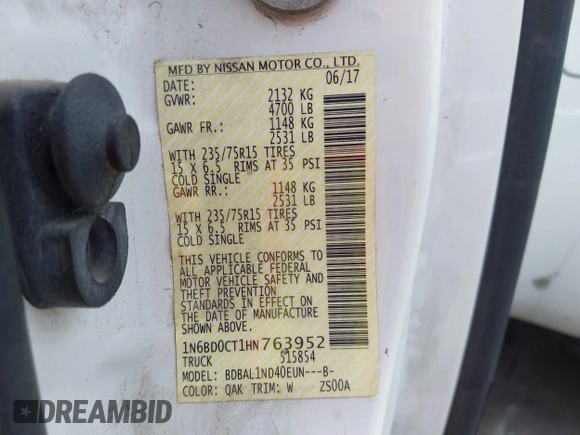 MFD BY NISSAN MOTOR CO., LTD.
DATE: 06/17
GVWR: 2132 KG
4700 LB
GAWR FR.: 1148 KG
2531 LB
WITH 235/75R15 TIRES
15 X 6.5 RIMS AT 35 PSI
COLD SINGLE
GAWR RR.: 1148 KG
2531 LB
WITH 235/75R15 TIRES
15 X 6.5 RIMS AT 35 PSI
COLD SINGLE
THIS VEHICLE CONFORMS TO
ALL APPLICABLE FEDERAL
MOTOR VEHICLE SAFETY AND
THEFT PREVENTION
STANDARDS IN EFFECT ON
THE DATE OF MANUFACTURE
SHOWN ABOVE.
1N6BD0CT1HN763952
TRUCK 515854
MODEL: BDBAL1ND40EUN---B-
COLOR: QAK TRIM: W ZS00A
DREAMBID